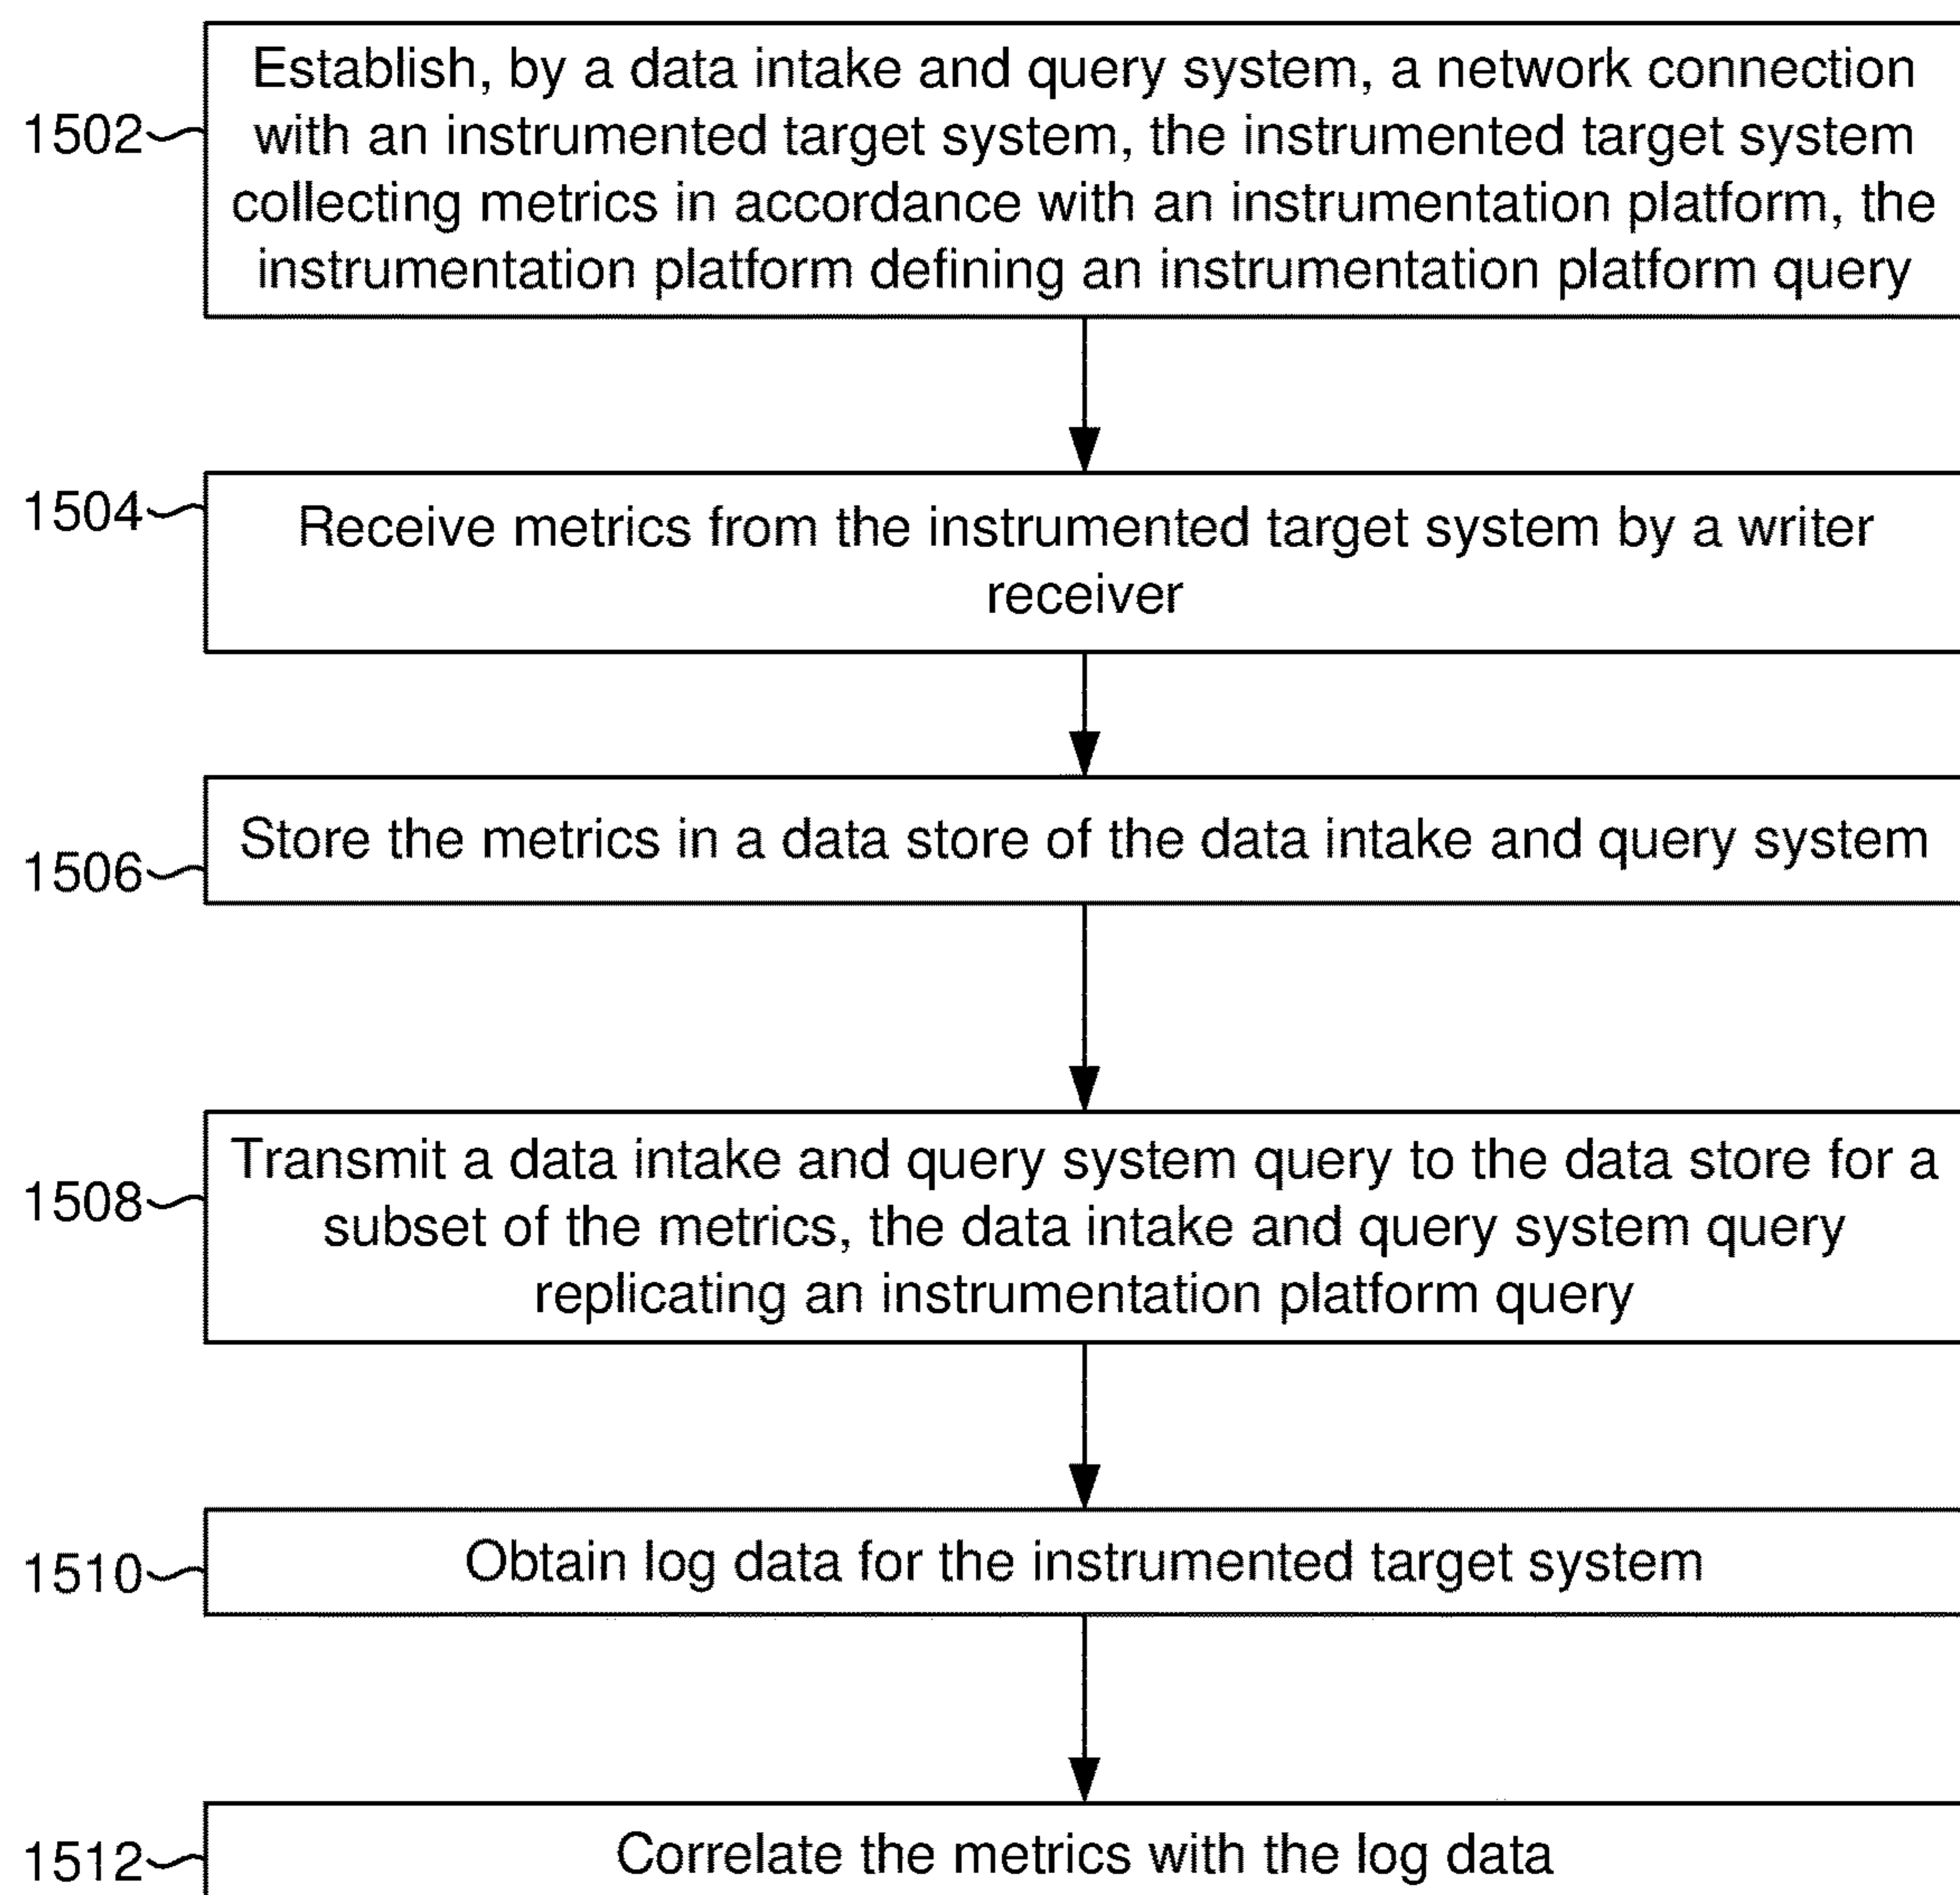 Establish, by a data intake and query system, a network connection
1502 with an instrumented target system, the instrumented target system
collecting metrics in accordance with an instrumentation platform, the
instrumentation platform defining an instrumentation platform query
1504
Receive metrics from the instrumented target system by a writer
receiver
Store the metrics in a data store of the data intake and query system
1506
Transmit a data intake and query system query to the data store for a
1508
subset of the metrics, the data intake and query system query
replicating an instrumentation platform query
1510 Obtain log data for the instrumented target system
1512 Correlate the metrics with the log data